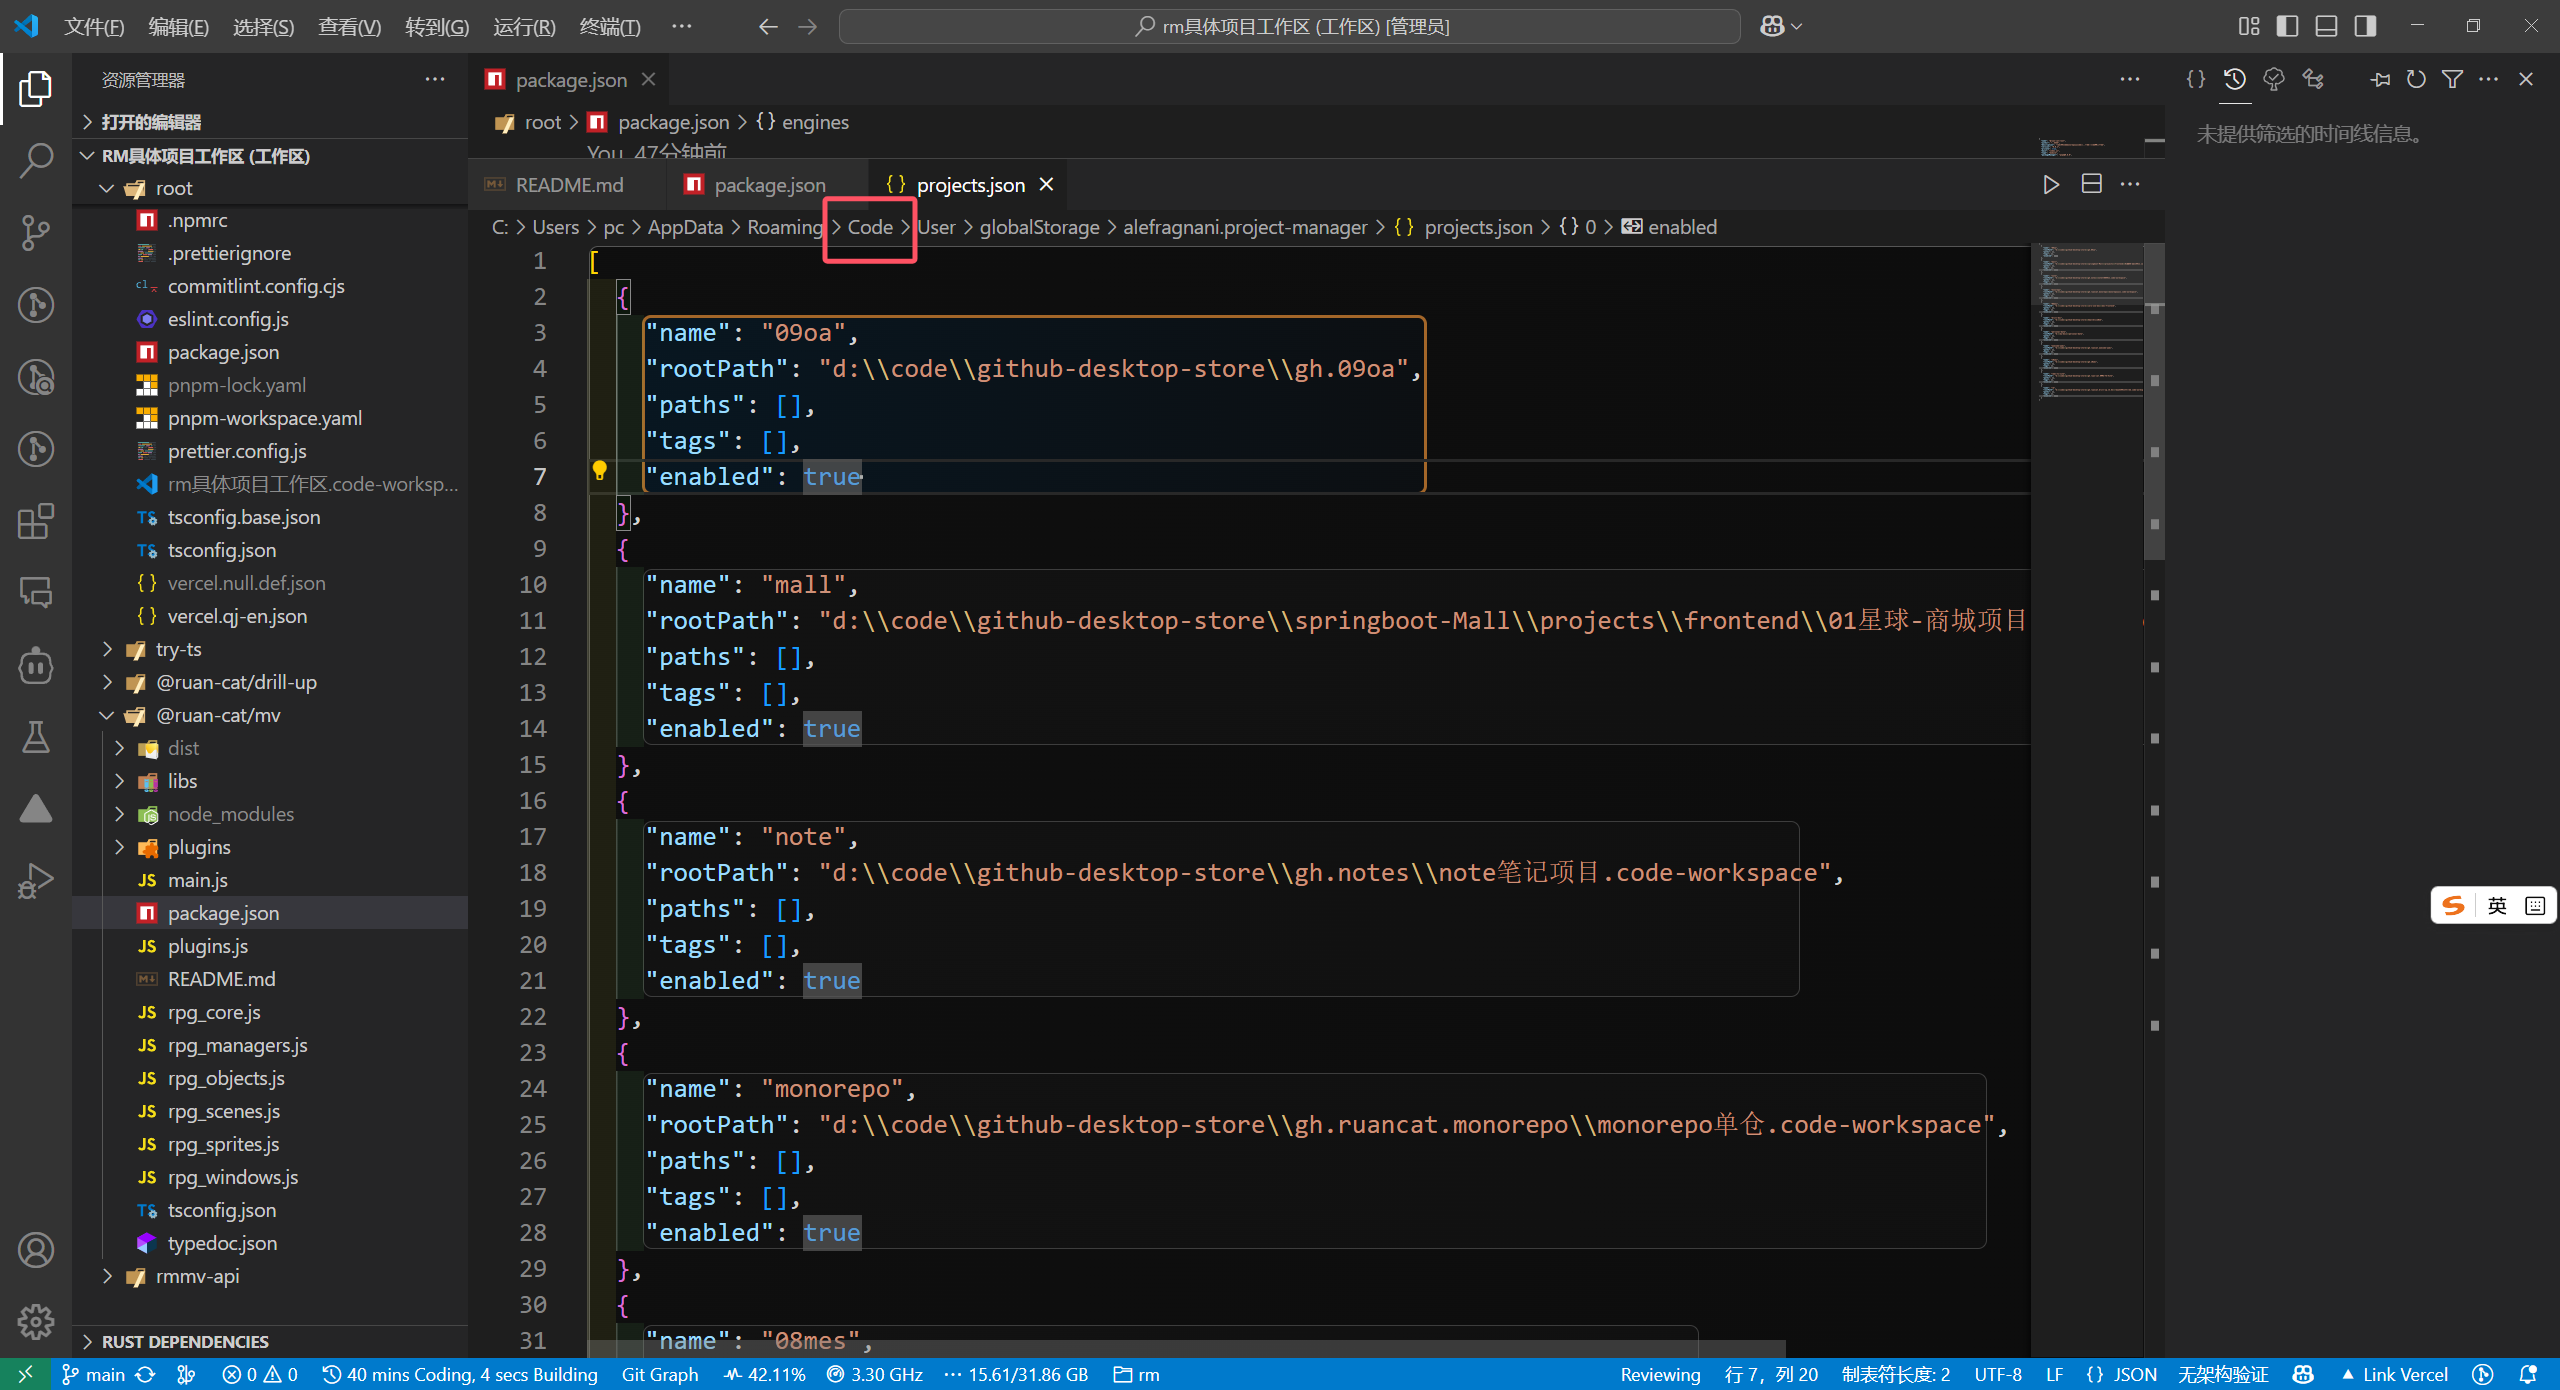 文件(F) 编辑(E) 选择(S) 查看(V) 转到(G) 运行(R) 终端(T) ···
rm具体项目工作区 (工作区) [管理员]
资源管理器
打开的编辑器
RM具体项目工作区 (工作区)
root
.npmrc
.prettierignore
commitlint.config.cjs
eslint.config.js
package.json
pnpm-lock.yaml
pnpm-workspace.yaml
prettier.config.js
rm具体项目工作区.code-worksp...
tsconfig.base.json
tsconfig.json
vercel.null.def.json
vercel.qj-en.json
try-ts
@ruan-cat/drill-up
@ruan-cat/mv
dist
libs
node_modules
plugins
main.js
package.json
plugins.js
README.md
rpg_core.js
rpg_managers.js
rpg_objects.js
rpg_scenes.js
rpg_sprites.js
rpg_windows.js
tsconfig.json
typedoc.json
rmmv-api
RUST DEPENDENCIES
package.json
root > package.json > {} engines
You, 47分钟前
README.md package.json {} projects.json
C: > Users > pc > AppData > Roaming > Code > User > globalStorage > alefragnani.project-manager > {} projects.json > {} 0 > enabled
1 [
2 {
3 "name": "09oa",
4 "rootPath": "d:\\code\\github-desktop-store\\gh.09oa",
5 "paths": [],
6 "tags": [],
7 "enabled": true
8 },
9 {
10 "name": "mall",
11 "rootPath": "d:\\code\\github-desktop-store\\springboot-Mall\\projects\\frontend\\01星球-商城项目
12 "paths": [],
13 "tags": [],
14 "enabled": true
15 },
16 {
17 "name": "note",
18 "rootPath": "d:\\code\\github-desktop-store\\gh.notes\\note笔记项目.code-workspace",
19 "paths": [],
20 "tags": [],
21 "enabled": true
22 },
23 {
24 "name": "monorepo",
25 "rootPath": "d:\\code\\github-desktop-store\\gh.ruancat.monorepo\\monorepo单仓.code-workspace",
26 "paths": [],
27 "tags": [],
28 "enabled": true
29 },
30 {
31 "name": "08mes",
未提供筛选的时间线信息。
英
main 0 0 40 mins Coding, 4 secs Building Git Graph 42.11% 3.30 GHz 15.61/31.86 GB rm Reviewing 行 7，列 20 制表符长度: 2 UTF-8 LF {} JSON 无架构验证 Link Vercel